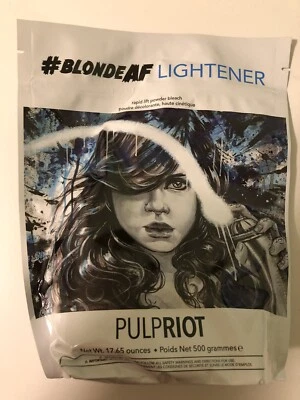 #BLONDEAF LIGHTENER
rapid lift powder bleach
poudre décolorante, haute cinétique
PULPRIOT
Net Wt. 17.65 ounces • Poids Net 500 grammes e